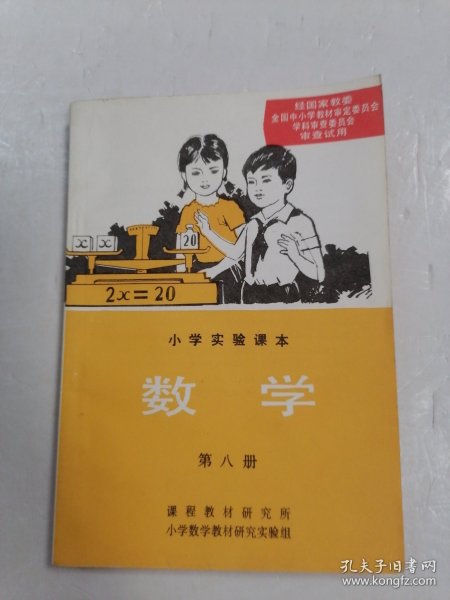 经国家教委
全国中小学教材审定委员会
学科审查委员会
审查试用
x x 20
2x=20
小学实验课本
数学
第八册
课程教材研究所
小学数学教材研究实验组
孔夫子旧书网
www.kongfz.com